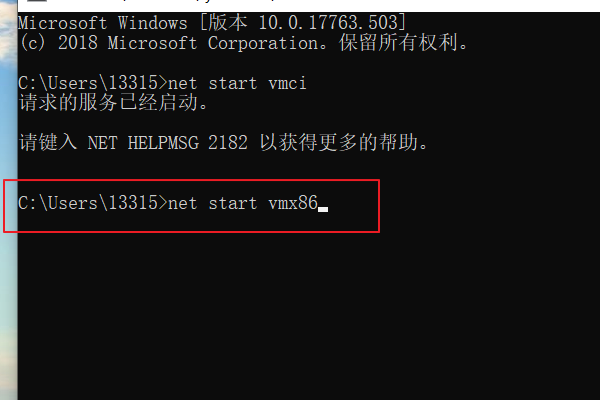 Microsoft Windows [版本 10.0.17763.503]
(c) 2018 Microsoft Corporation。保留所有权利。
C:\Users\13315>net start vmci
请求的服务已经启动。
请键入 NET HELPMSG 2182 以获得更多的帮助。
C:\Users\13315>net start vmx86